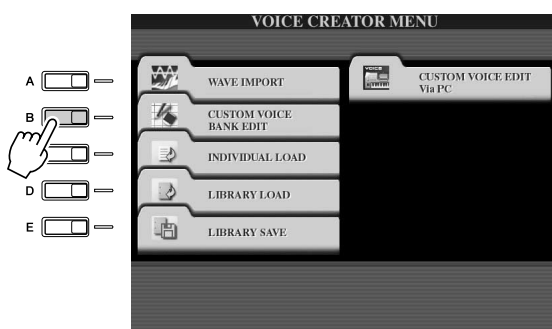 VOICE CREATOR MENU
A
WAVE IMPORT
CUSTOM VOICE EDIT
Via PC
B
CUSTOM VOICE
BANK EDIT
INDIVIDUAL LOAD
D
LIBRARY LOAD
E
LIBRARY SAVE